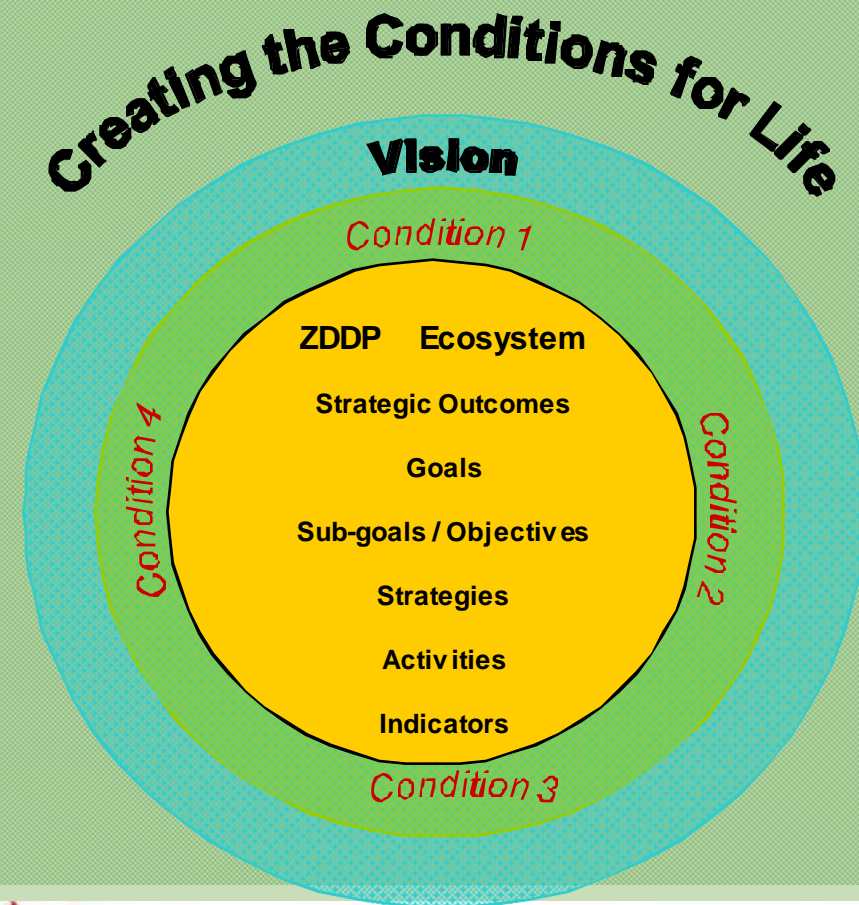 Creating the Conditions for Life
Vision
Condition 1
ZDDP Ecosystem
Strategic Outcomes
Goals
Sub-goals / Objectives
Strategies
Activities
Indicators
Condition 4
Condition 2
Condition 3